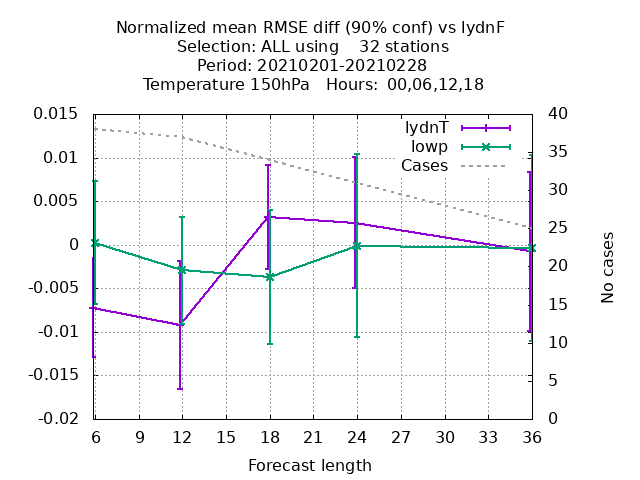 Normalized mean RMSE diff (90% conf) vs IydnF
Selection: ALL using    32 stations
Period: 20210201-20210228
Temperature 150hPa   Hours:  00,06,12,18
IydnT
Iowp
Cases
0.015
0.01
0.005
0
-0.005
-0.01
-0.015
-0.02
40
35
30
25
20
15
10
5
0
No cases
6 9 12 15 18 21 24 27 30 33 36
Forecast length